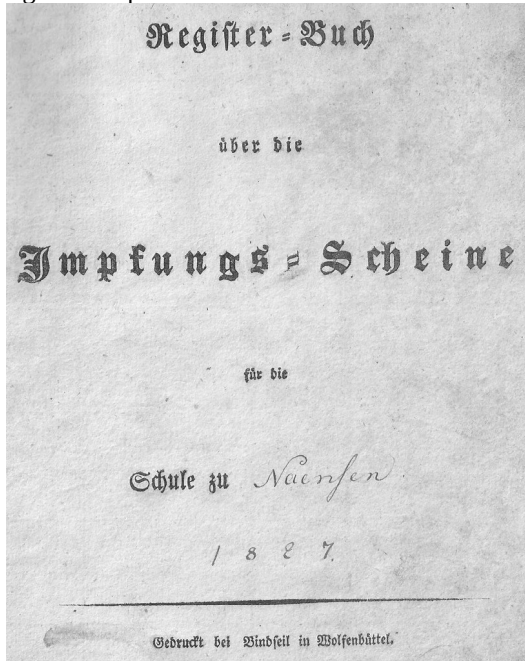 Register-Buch
über die
Impfungs-Scheine
für die
Schule zu Naensen.
1827.
Gedruckt bei Bindseil in Wolfenbüttel.